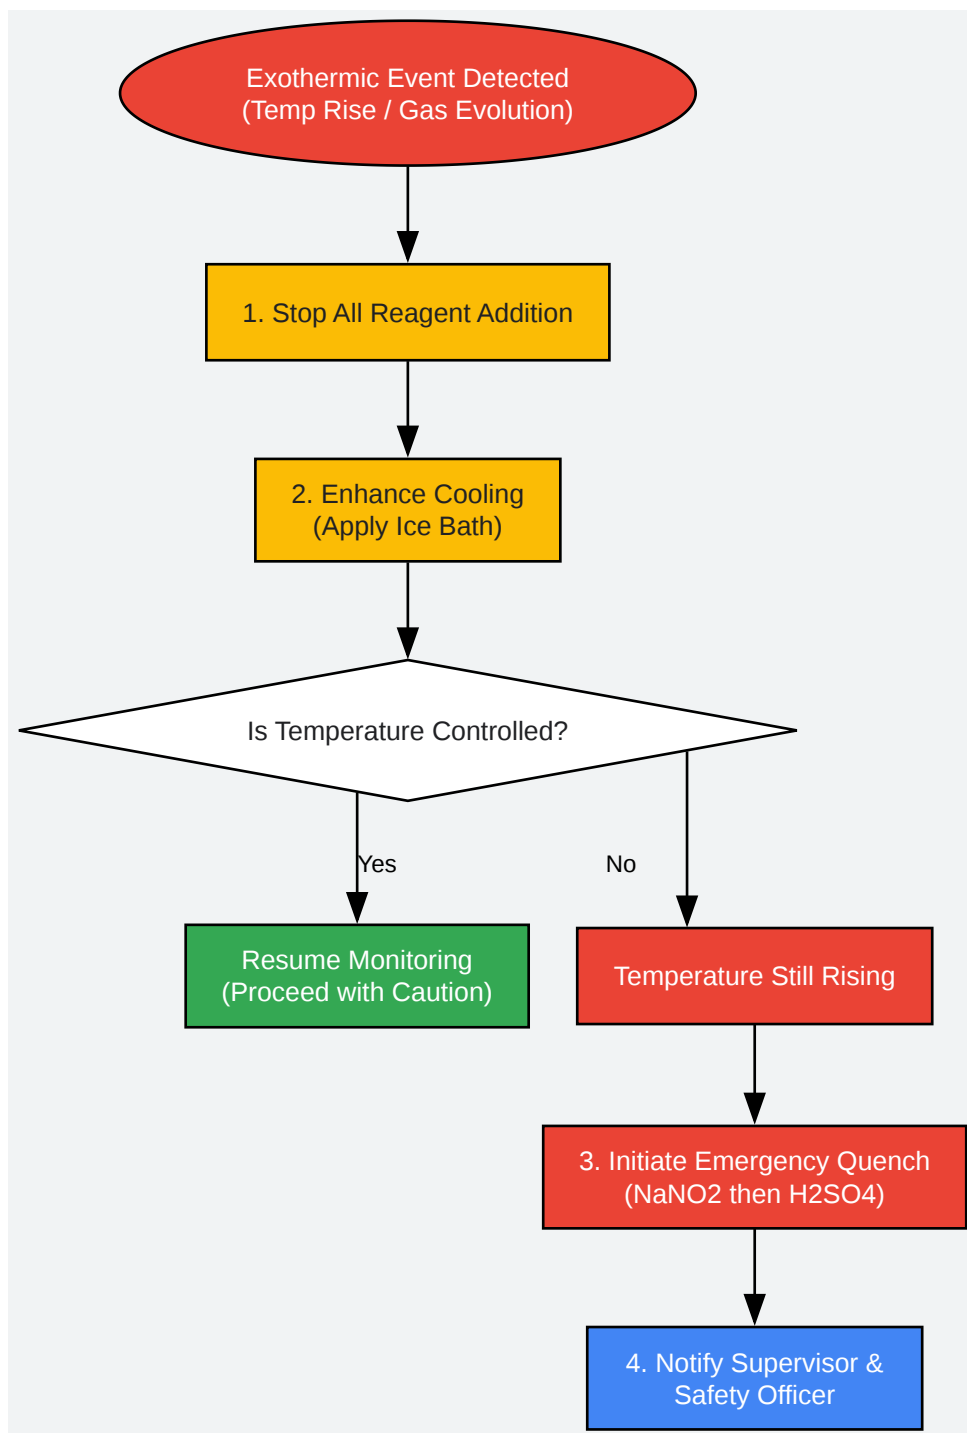 Exothermic Event Detected
(Temp Rise / Gas Evolution)
1. Stop All Reagent Addition
2. Enhance Cooling
(Apply Ice Bath)
Is Temperature Controlled?
Yes
No
Resume Monitoring
(Proceed with Caution)
Temperature Still Rising
3. Initiate Emergency Quench
(NaNO2 then H2SO4)
4. Notify Supervisor &
Safety Officer